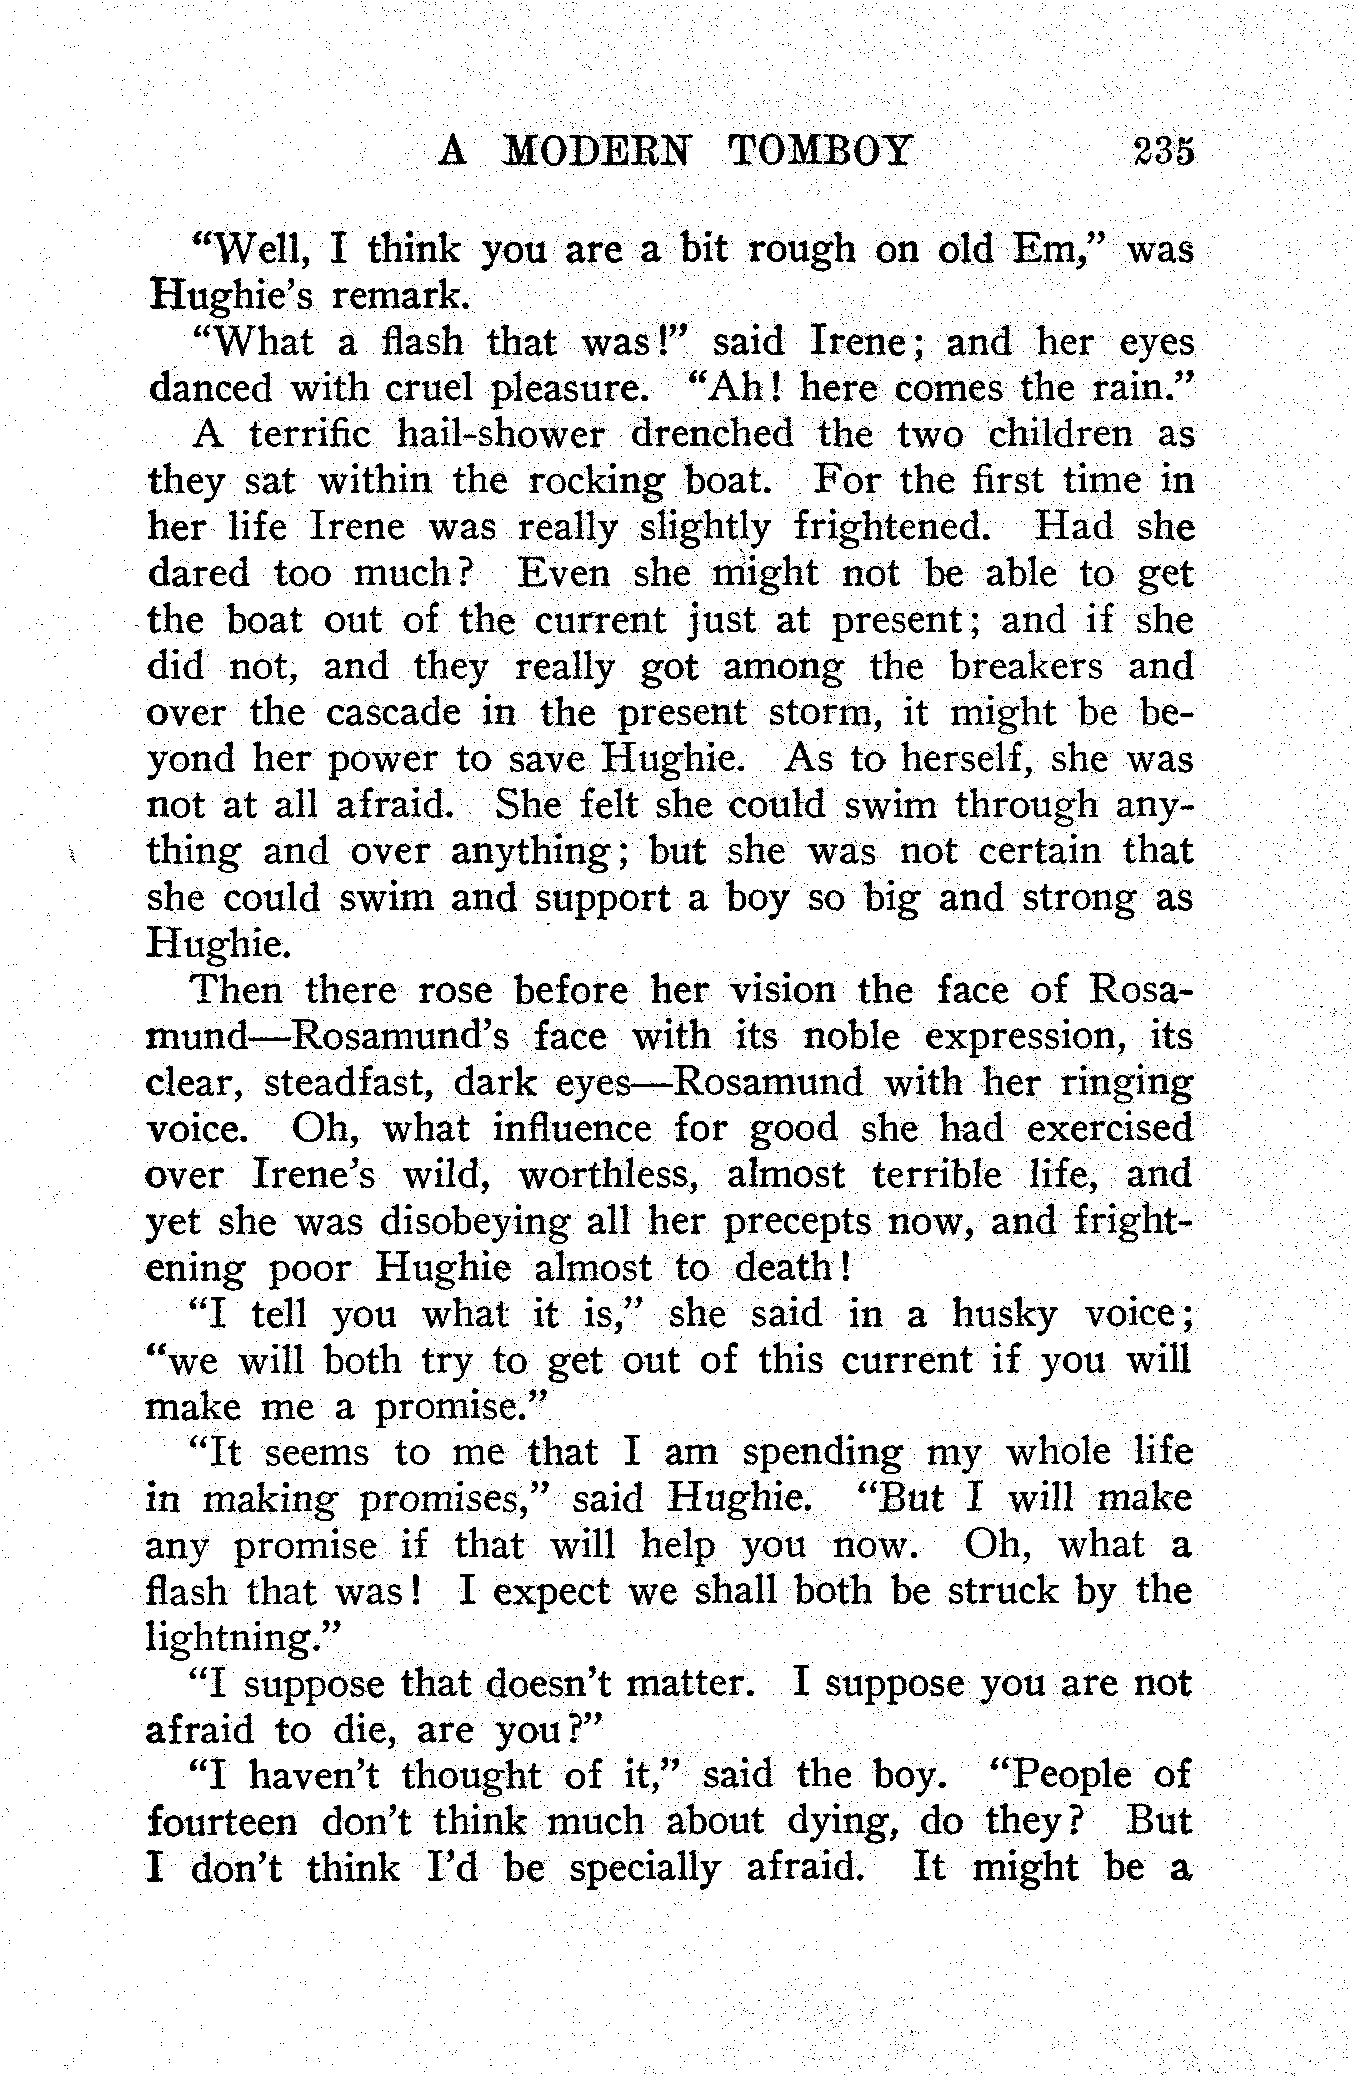 A MODERN TOMBOY 235
“Well, I think you are a bit rough on old Em,” was
Hughie’s remark.
“What a flash that was!” said Irene; and her eyes
danced with cruel pleasure. “Ah! here comes the rain.”
A terrific hail-shower drenched the two children as
they sat within the rocking boat. For the first time in
her life Irene was really slightly frightened. Had she
dared too much? Even she might not be able to get
the boat out of the current just at present; and if she
did not, and they really got among the breakers and
over the cascade in the present storm, it might be be-
yond her power to save Hughie. As to herself, she was
not at all afraid. She felt she could swim through any-
thing and over anything; but she was not certain that
she could swim and support a boy so big and strong as
Hughie.
Then there rose before her vision the face of Rosa-
mund—Rosamund’s face with its noble expression, its
clear, steadfast, dark eyes—Rosamund with her ringing
voice. Oh, what influence for good she had exercised
over Irene’s wild, worthless, almost terrible life, and
yet she was disobeying all her precepts now, and fright-
ening poor Hughie almost to death!
“I tell you what it is,” she said in a husky voice;
“we will both try to get out of this current if you will
make me a promise.”
“It seems to me that I am spending my whole life
in making promises,” said Hughie. “But I will make
any promise if that will help you now. Oh, what a
flash that was! I expect we shall both be struck by the
lightning.”
“I suppose that doesn’t matter. I suppose you are not
afraid to die, are you?”
“I haven’t thought of it,” said the boy. “People of
fourteen don’t think much about dying, do they? But
I don’t think I’d be specially afraid. It might be a